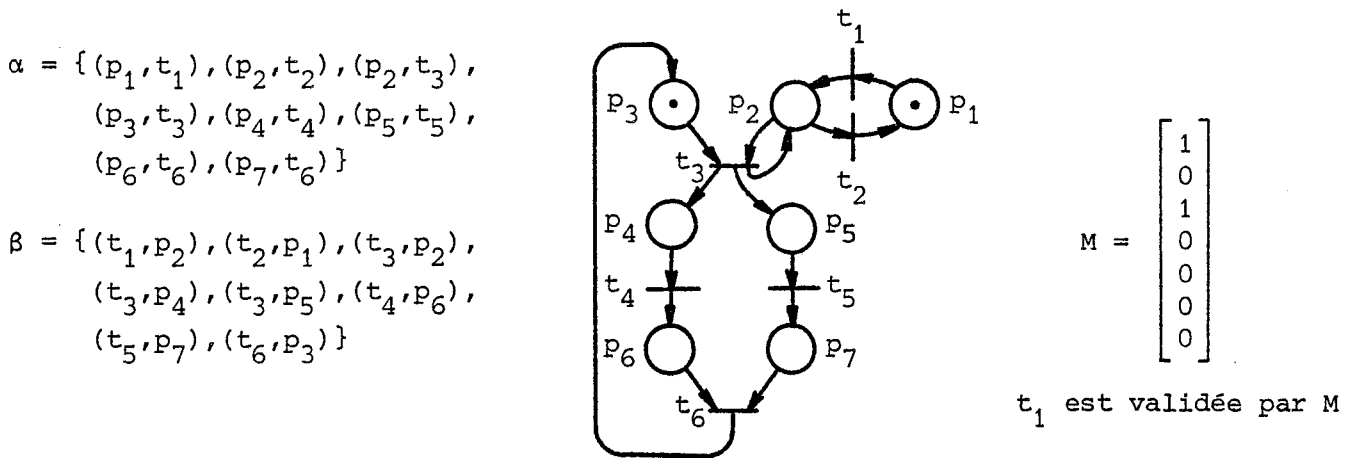 α = {(p₁,t₁),(p₂,t₂),(p₂,t₃),
(p₃,t₃),(p₄,t₄),(p₅,t₅),
(p₆,t₆),(p₇,t₆)}
β = {(t₁,p₂),(t₂,p₁),(t₃,p₂),
(t₃,p₄),(t₃,p₅),(t₄,p₆),
(t₅,p₇),(t₆,p₃)}
t₁
p₃
p₂
p₁
t₃
t₂
p₄
p₅
t₄
t₅
p₆
p₇
t₆
M =
1
0
1
0
0
0
0
t₁ est validée par M